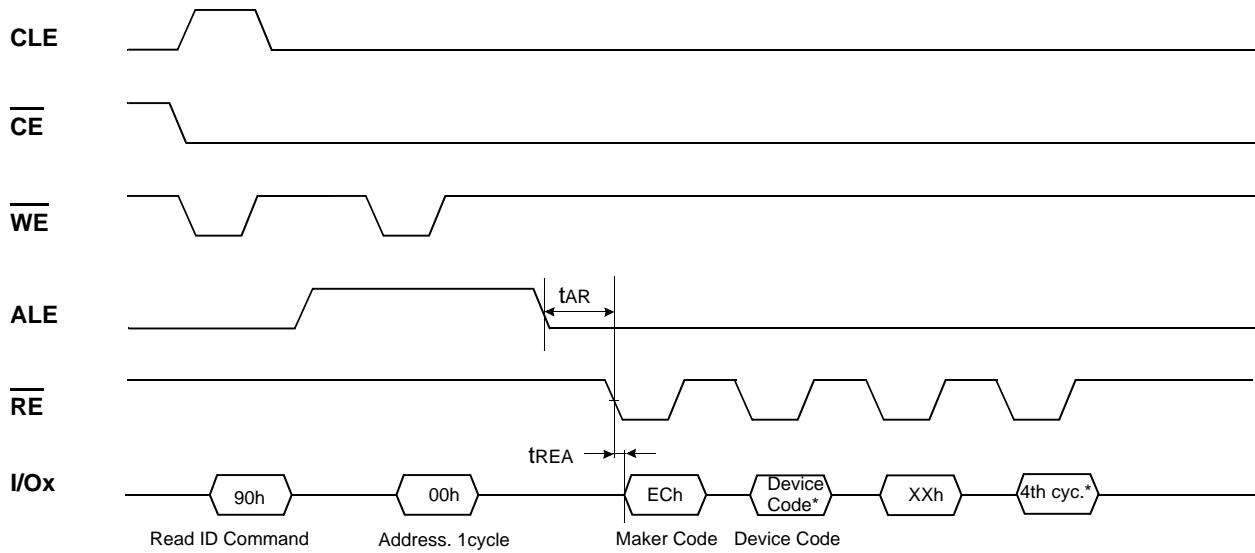 CLE
CE
WE
ALE
tAR
RE
tREA
I/Ox
90h
00h
ECh
Device
Code*
XXh
4th cyc.*
Read ID Command
Address. 1cycle
Maker Code
Device Code